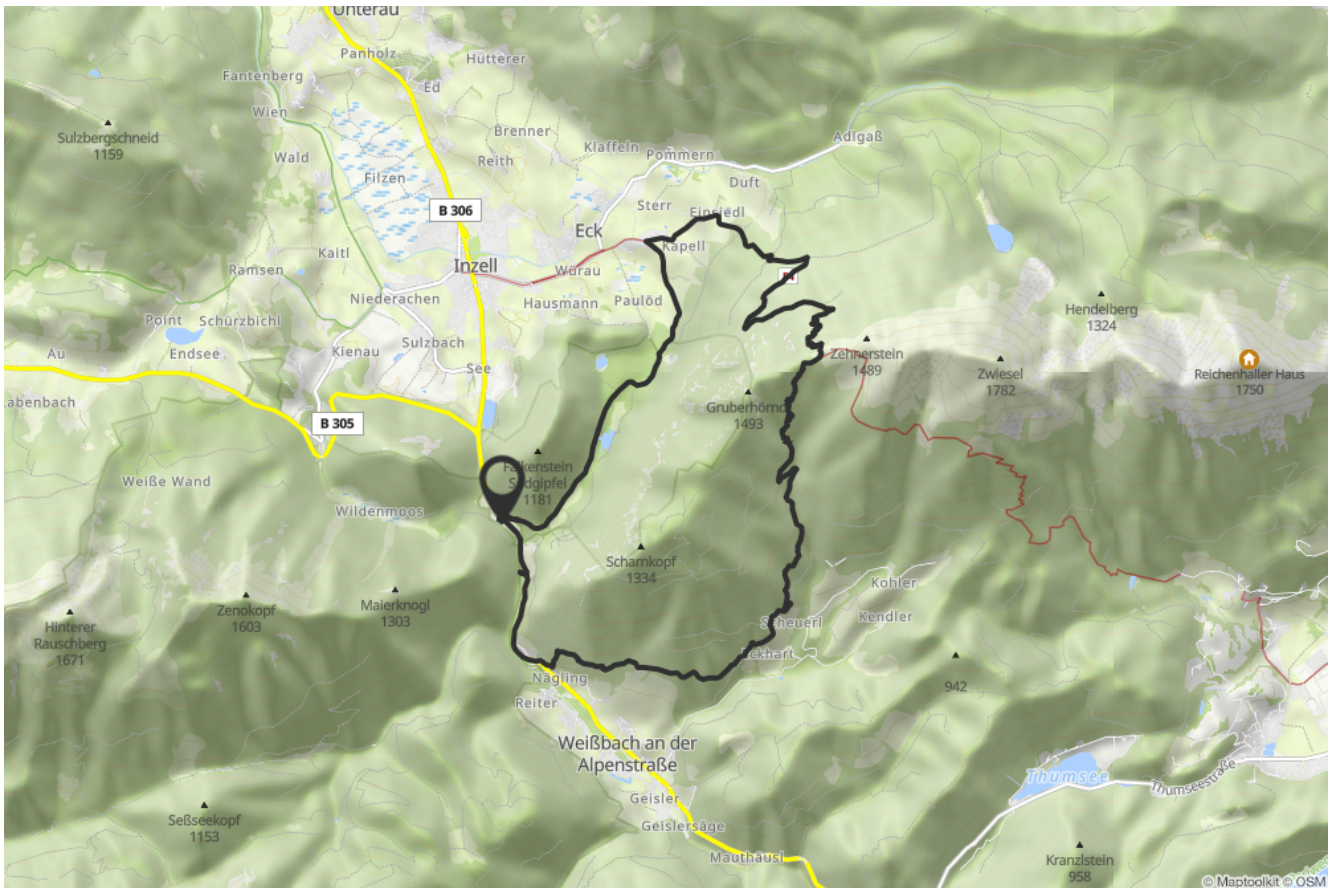 Unterau
Panholz
Hütterer
Fantenberg
Ed
Wien
Sulzbergschneid
1159
Brenner
Klaffeln
Adlgaß
Pommern
Wald
Reith
Filzen
Duft
Sterr
Einsiedl
B 306
Eck
Kaitl
Kapell
Inzell
Ramsen
Würau
Niederachen
Hausmann
Paulöd
Hendelberg
1324
Point
Schürzbichl
Sulzbach
Au
Endsee
Kienau
See
Zehnerstein
1489
Zwiesel
1782
Reichenhaller Haus
1750
Labenbach
Gruberhörndl
1493
B 305
Falkenstein
Südgipfel
1181
Weiße Wand
Wildenmoos
Schamkopf
1334
Kohler
Kendler
Zenokopf
1603
Maierknogl
1303
Hinterer
Rauschberg
1671
Scheuerl
Eckhart
942
Nagling
Reiter
Weißbach an der
Alpenstraße
Thumsee
Thumseestraße
Geisler
Seßseekopf
1153
Geislersäge
Mauthäusl
Kranzlstein
958
© Maptoolkit © OSM